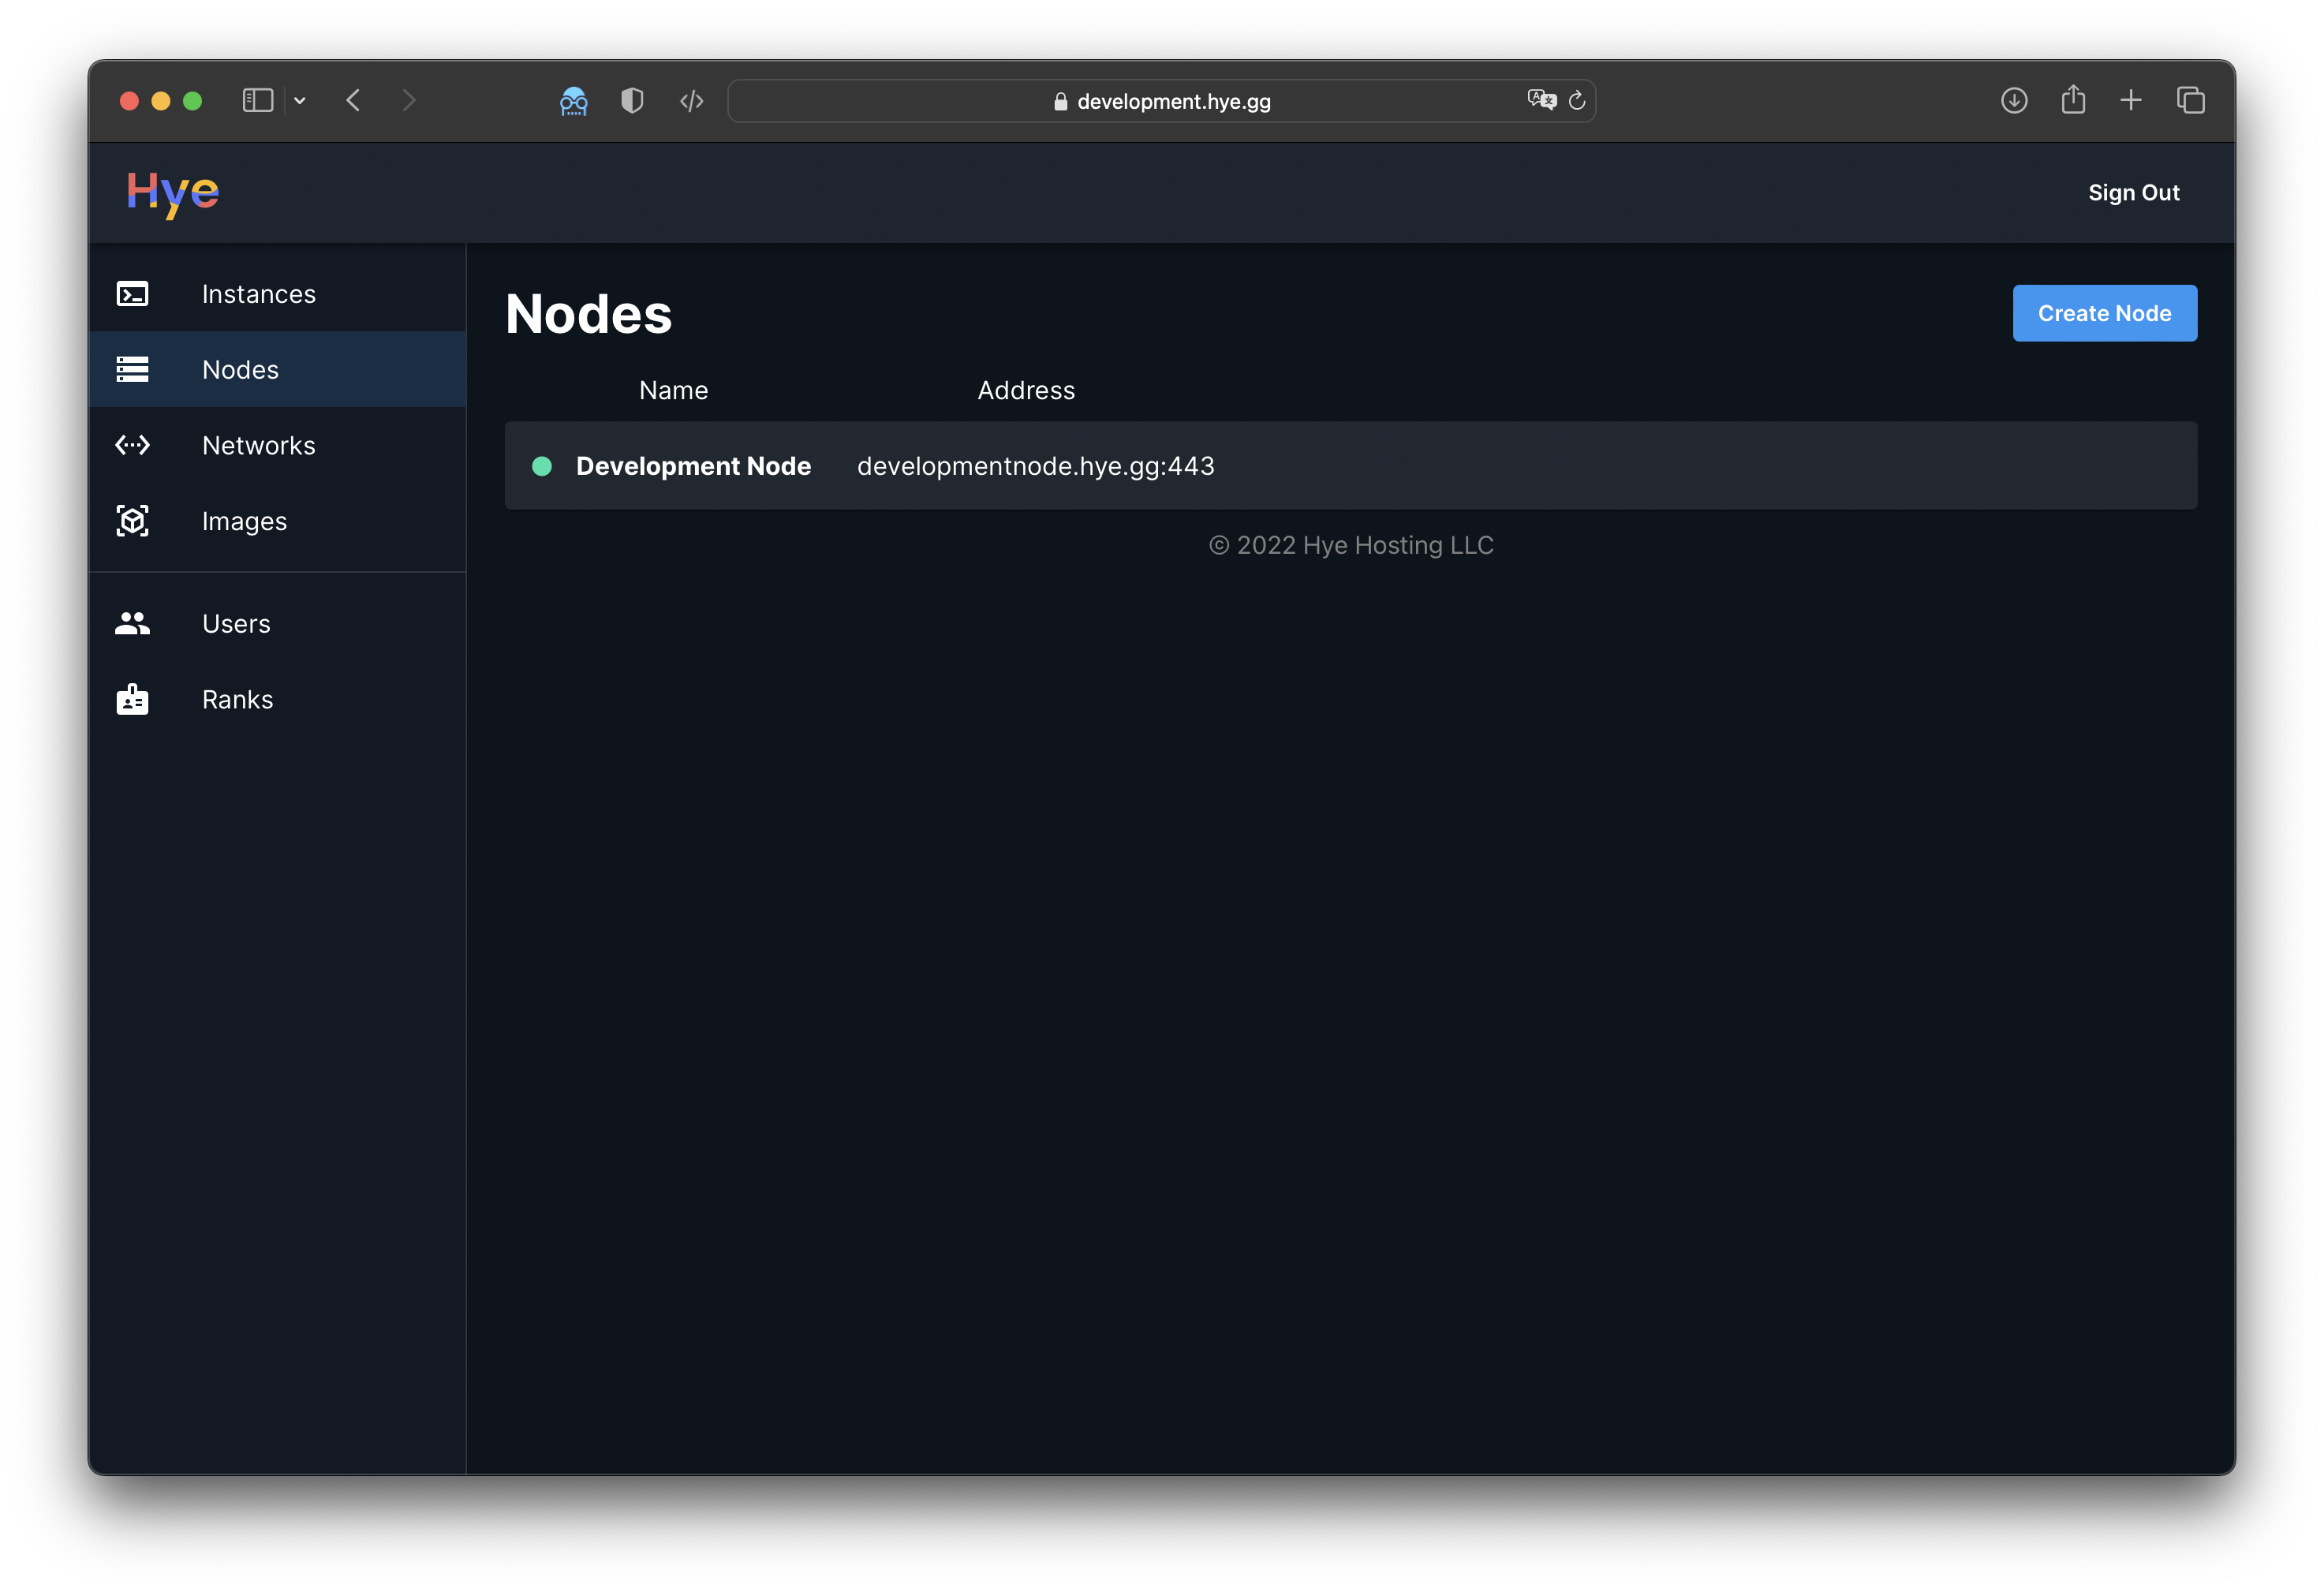 development.hye.gg
Hye
Sign Out
Instances
Nodes
Networks
Images
Users
Ranks
Nodes
Create Node
Name Address
Development Node developmentnode.hye.gg:443
© 2022 Hye Hosting LLC